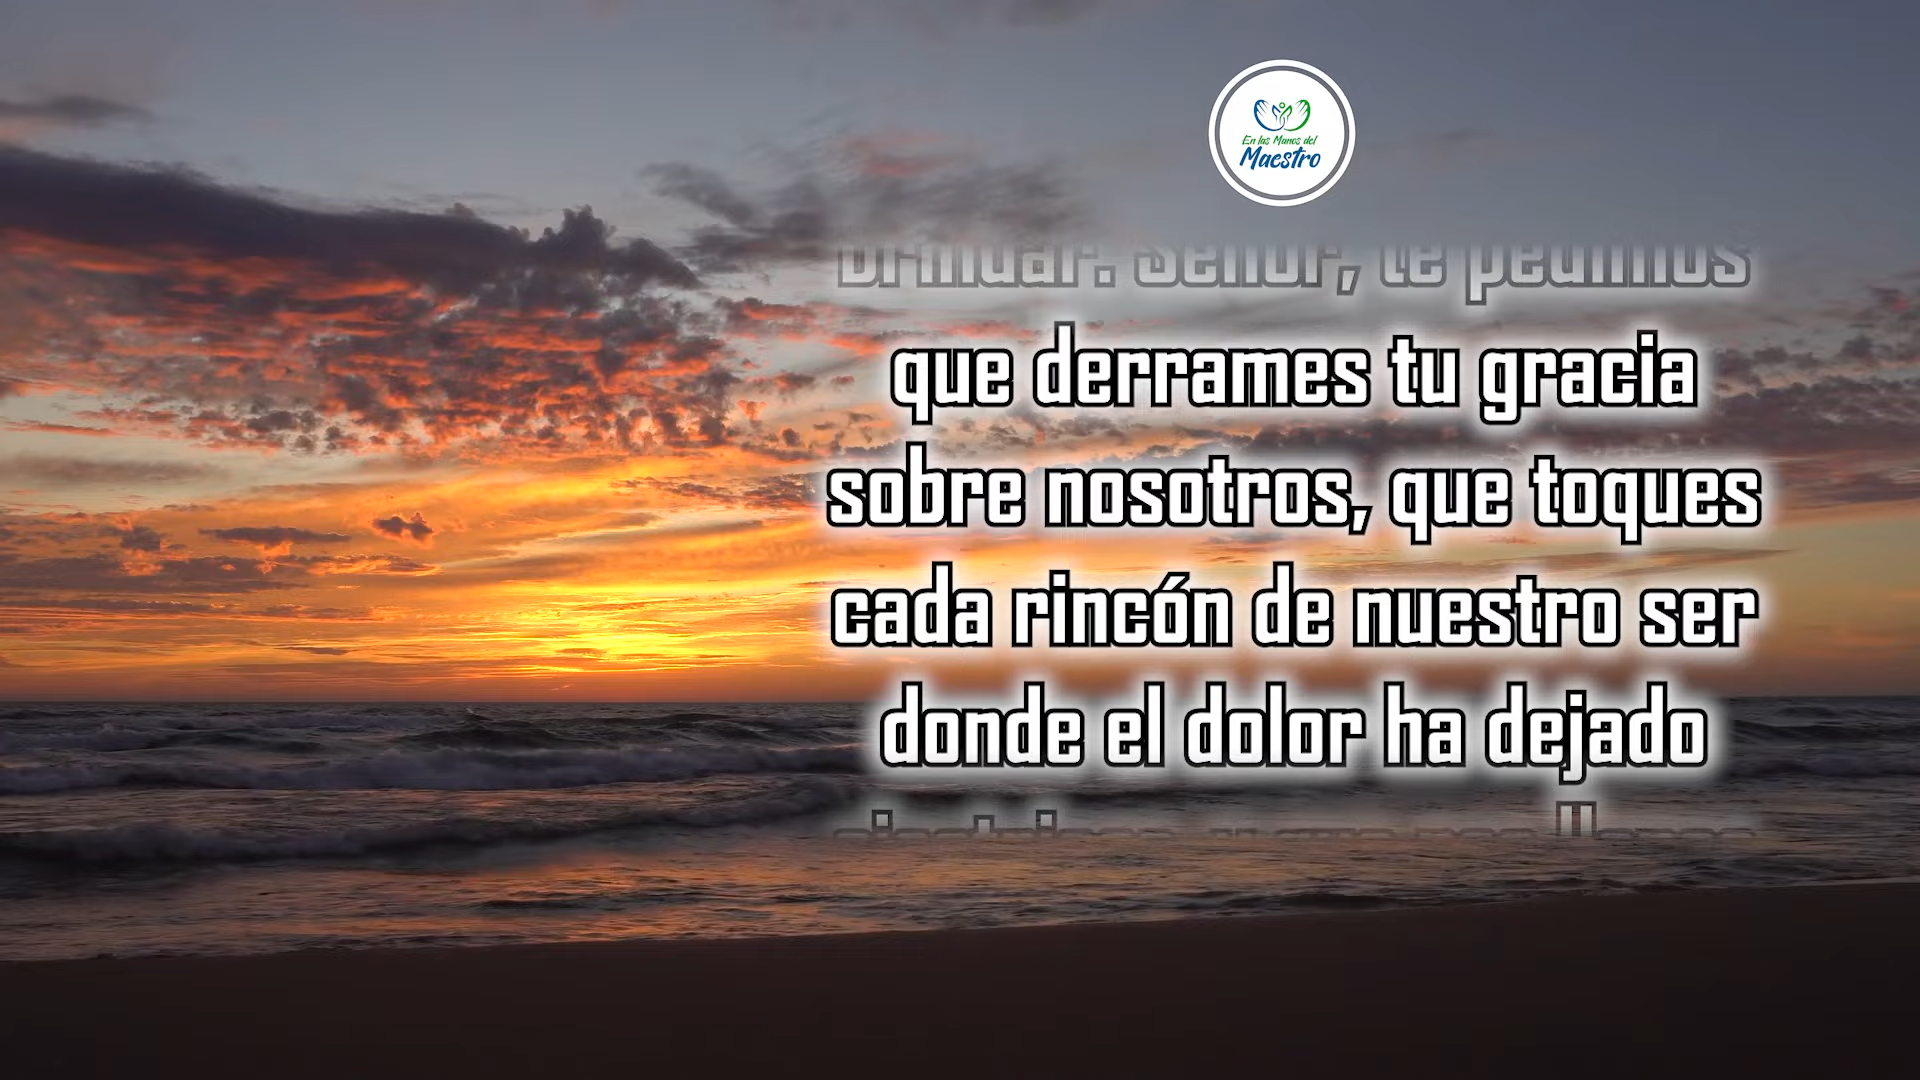 En las Manos del
Maestro
brindar. Señor, te pedimos
que derrames tu gracia
sobre nosotros, que toques
cada rincón de nuestro ser
donde el dolor ha dejado